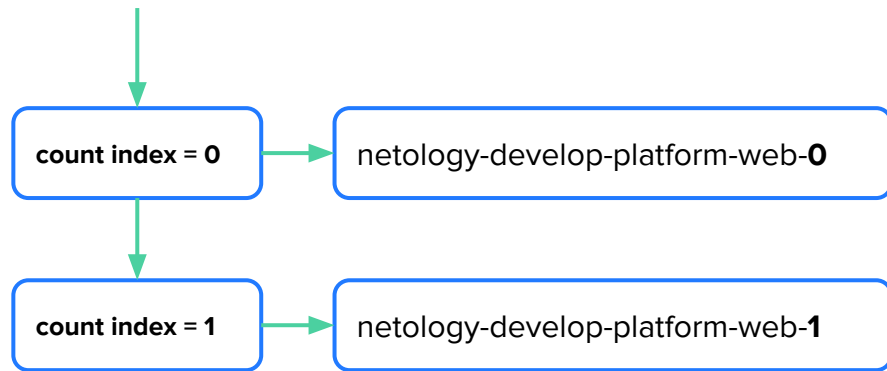 count index = 0
netology-develop-platform-web-0
count index = 1
netology-develop-platform-web-1